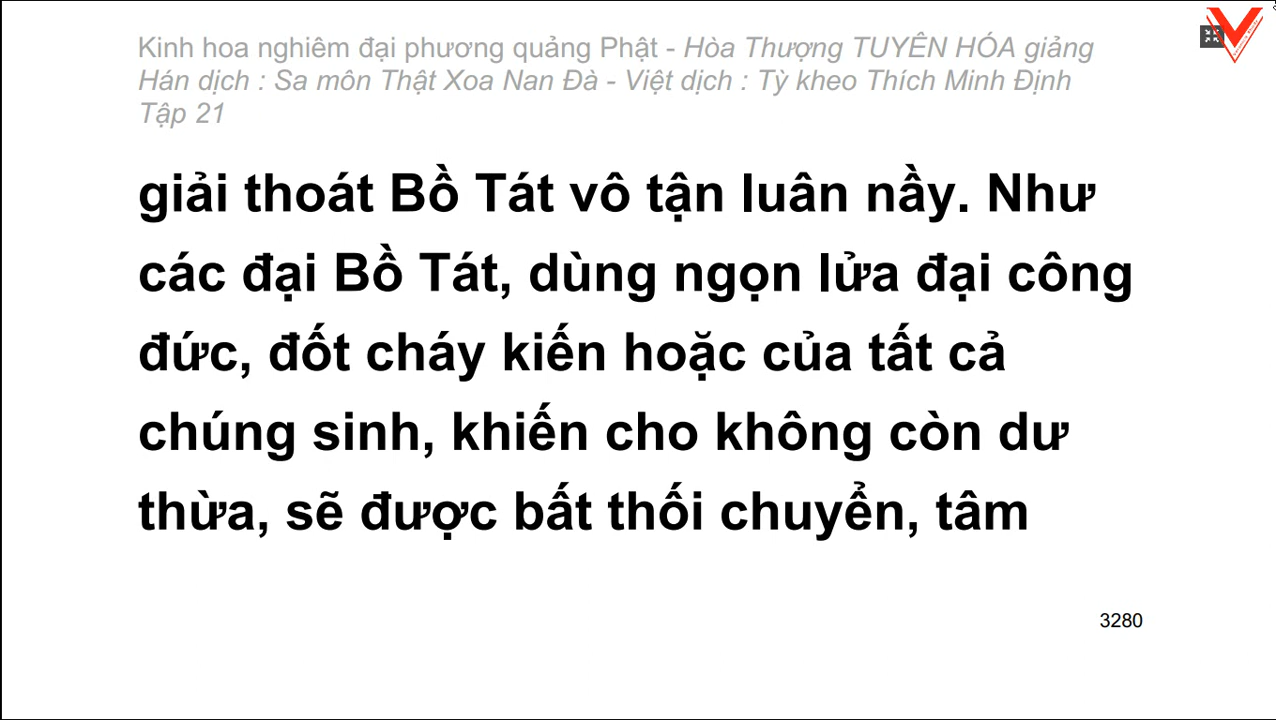 Kinh hoa nghiêm đại phương quảng Phật - Hòa Thượng TUYÊN HÓA giảng
Hán dịch : Sa môn Thật Xoa Nan Đà - Việt dịch : Tỳ kheo Thích Minh Định
Tập 21
giải thoát Bồ Tát vô tận luân nầy. Như
các đại Bồ Tát, dùng ngọn lửa đại công
đức, đốt cháy kiến hoặc của tất cả
chúng sinh, khiến cho không còn dư
thừa, sẽ được bất thối chuyển, tâm
3280